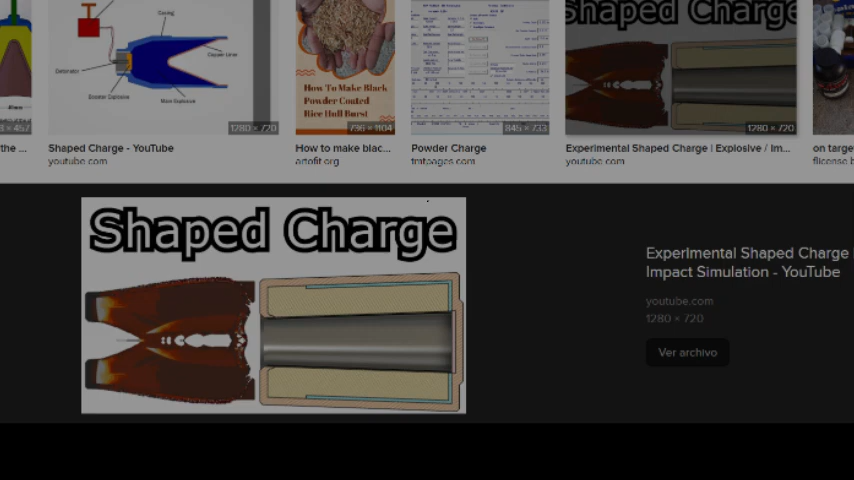 Casing
Copper Liner
Detonator
Booster Explosive
Main Explosive
1280 × 720
Shaped Charge - YouTube
youtube.com
How To Make Black
Powder Coated
Rice Hull Burst
736 × 1104
How to make blac...
artofit.org
845 × 733
Powder Charge
tmtpages.com
Shaped Charge
1280 × 720
Experimental Shaped Charge | Explosive / Im...
youtube.com
× 457
the ...
on targe
flicense.b
Shaped Charge
Experimental Shaped Charge
Impact Simulation - YouTube
youtube.com
1280 × 720
Ver archivo